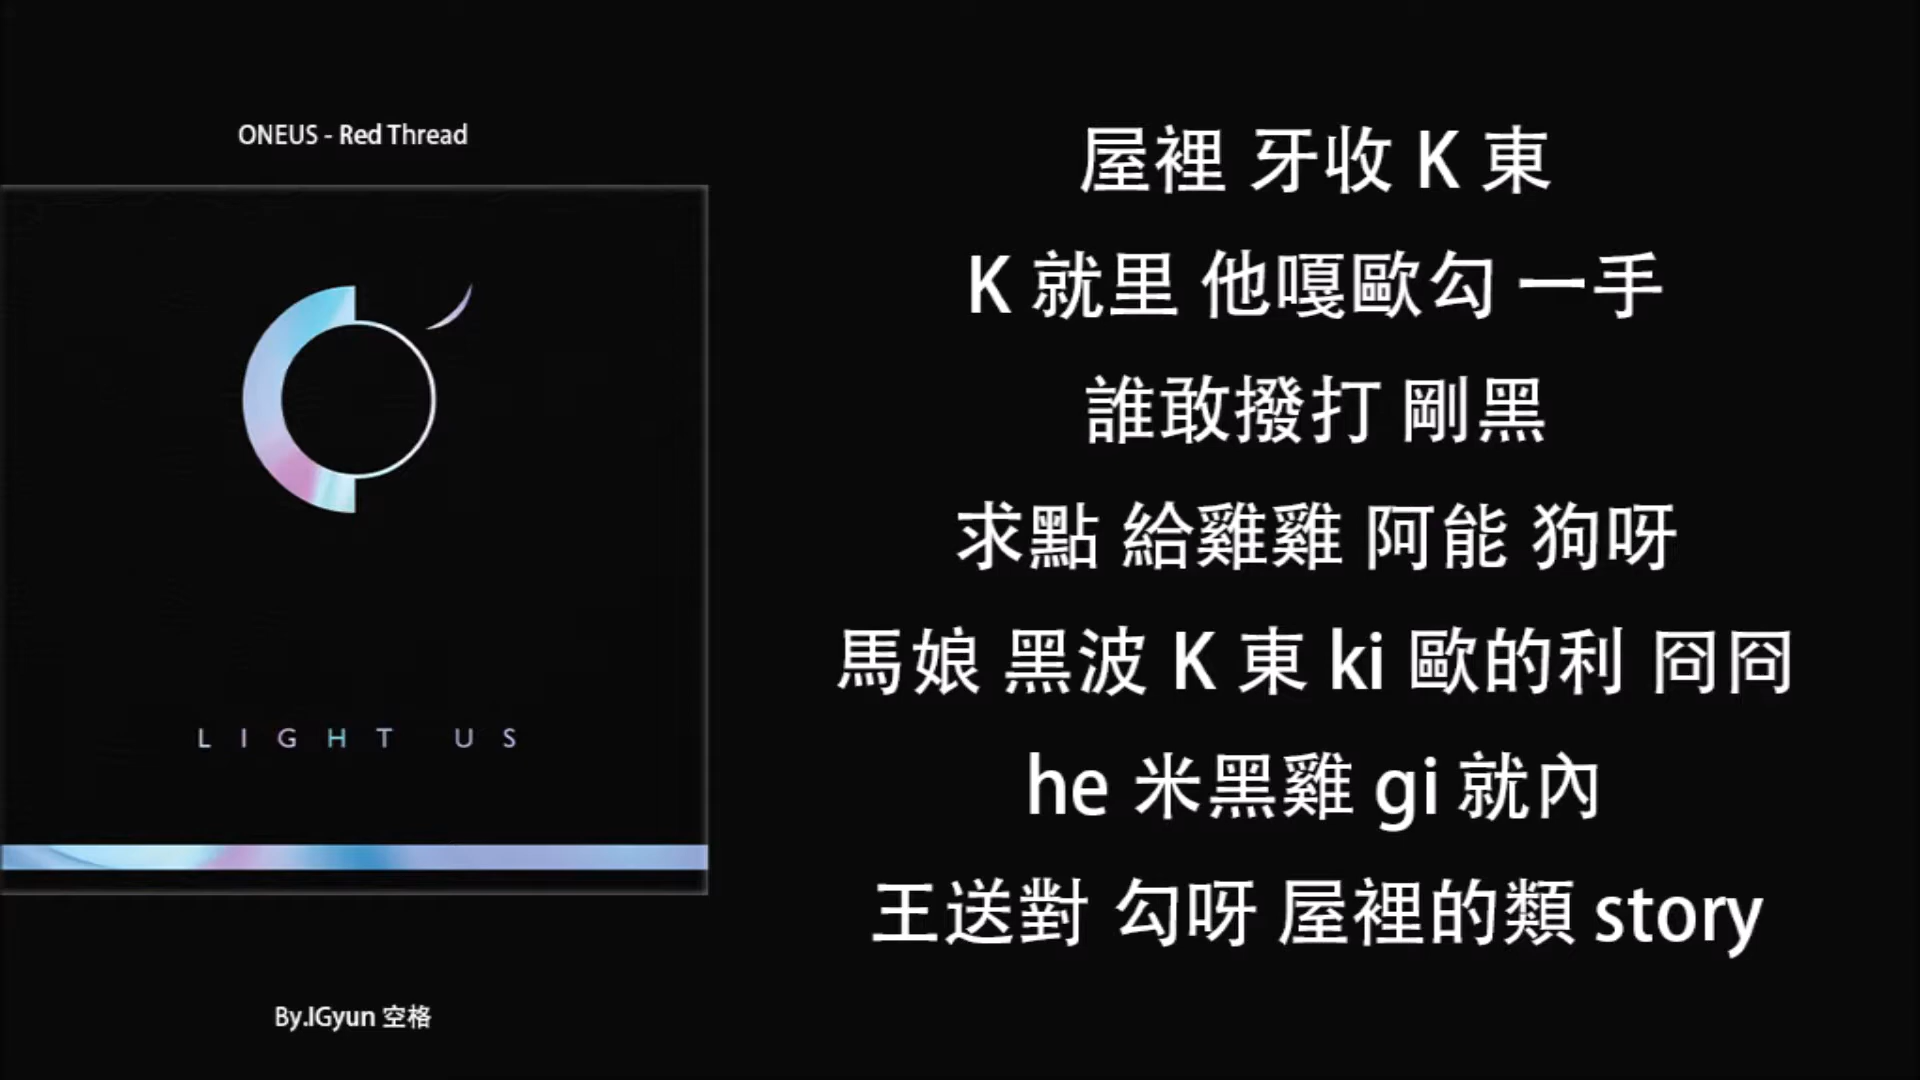 ONEUS - Red Thread
LIGHT US
By.IGyun 空格
屋裡 牙收 K 東
K 就里 他嘎歐勾 一手
誰敢撥打 剛黑
求點 給雞雞 阿能 狗呀
馬娘 黑波 K 東 ki 歐的利 冏冏
he 米黑雞 gi 就內
王送對 勾呀 屋裡的類 story